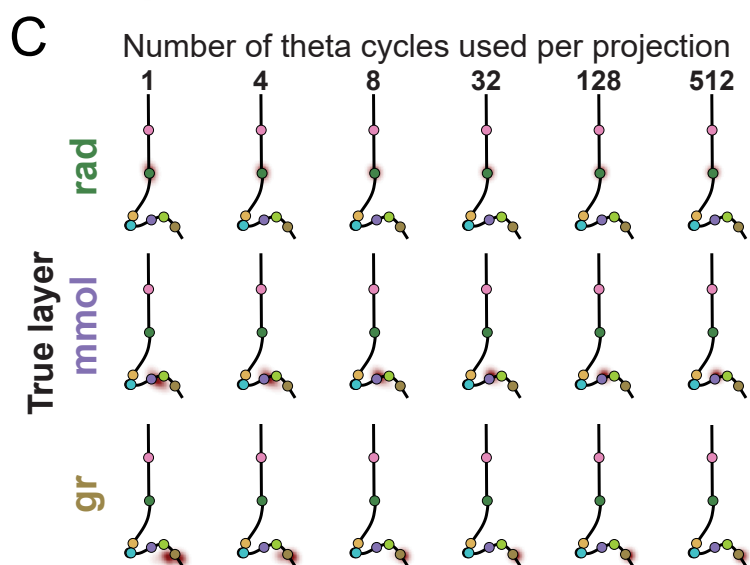 C
Number of theta cycles used per projection
1 4 8 32 128 512
True layer
rad
mmol
gr